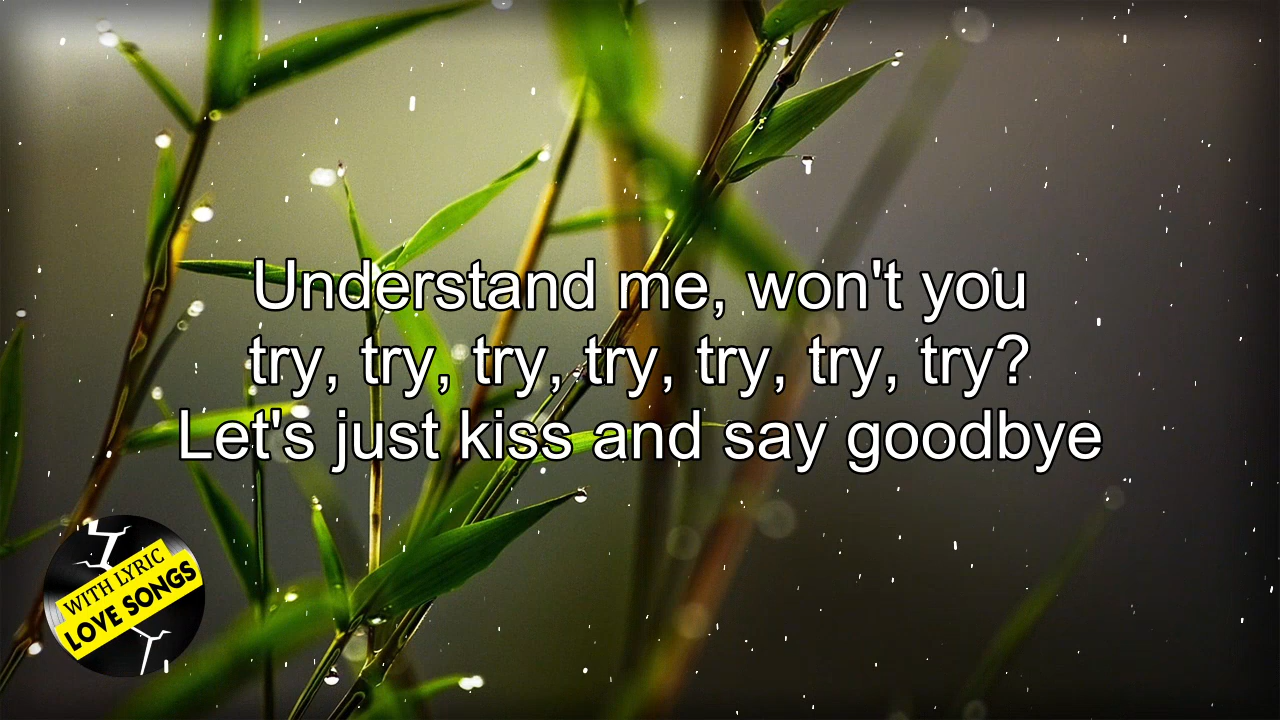 Understand me, won't you
try, try, try, try, try, try, try?
Let's just kiss and say goodbye
WITH LYRIC
LOVE SONGS